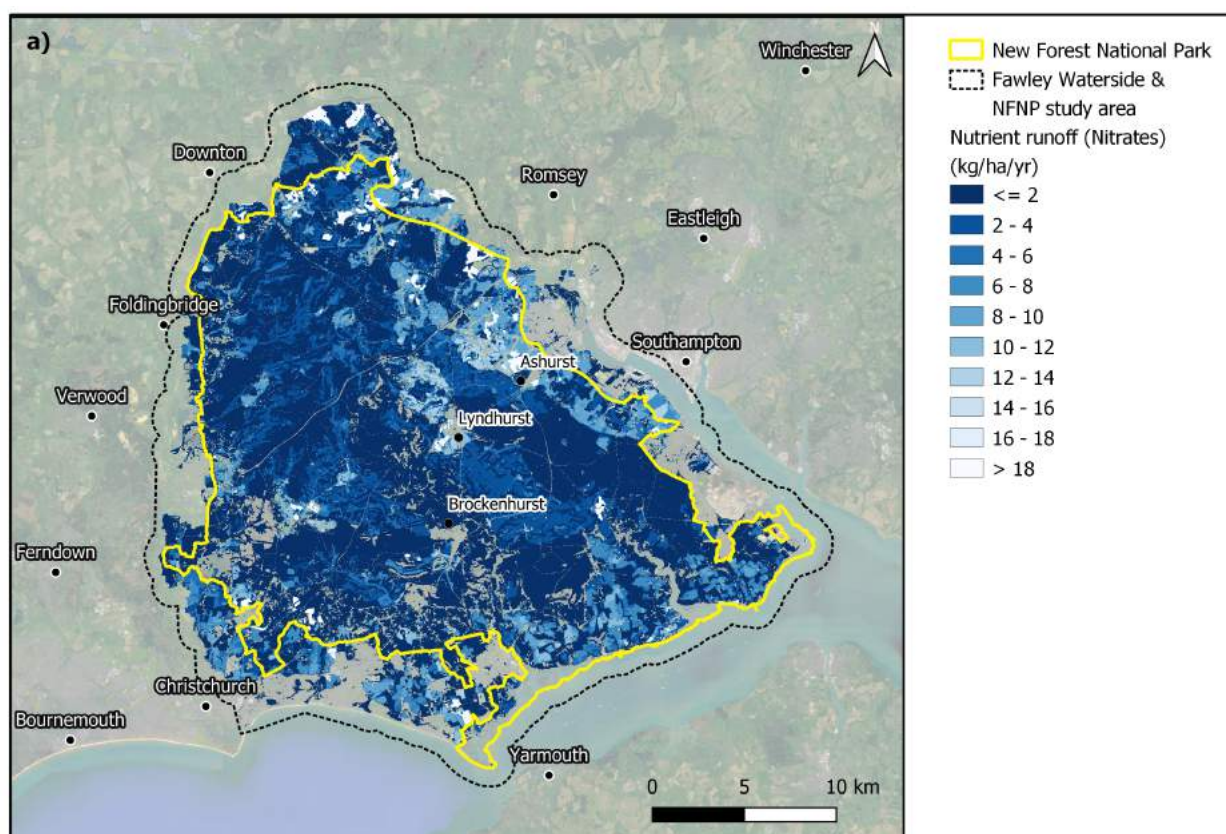 a)
N
Winchester
Downton
Romsey
Eastleigh
Foldingbridge
Southampton
Ashurst
Verwood
Lyndhurst
Brockenhurst
Ferndown
Christchurch
Bournemouth
Yarmouth
0 5 10 km
New Forest National Park
Fawley Waterside &
NFNP study area
Nutrient runoff (Nitrates)
(kg/ha/yr)
<= 2
2 - 4
4 - 6
6 - 8
8 - 10
10 - 12
12 - 14
14 - 16
16 - 18
> 18